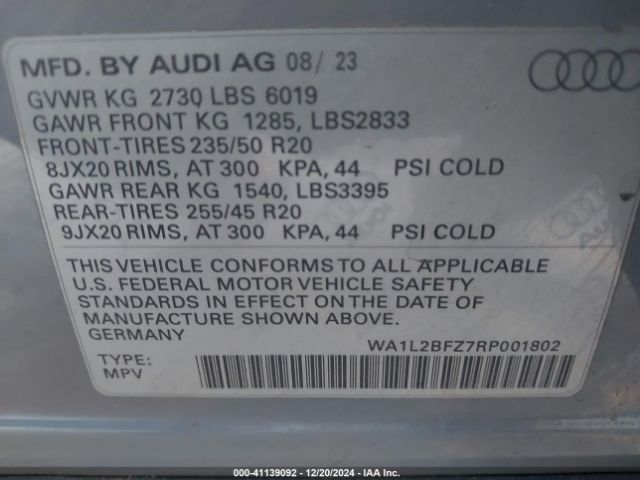 MFD. BY AUDI AG 08/ 23
GVWR KG 2730 LBS 6019
GAWR FRONT KG 1285, LBS2833
FRONT-TIRES 235/50 R20
8JX20 RIMS, AT 300 KPA, 44 PSI COLD
GAWR REAR KG 1540, LBS3395
REAR-TIRES 255/45 R20
9JX20 RIMS, AT 300 KPA, 44 PSI COLD
THIS VEHICLE CONFORMS TO ALL APPLICABLE
U.S. FEDERAL MOTOR VEHICLE SAFETY
STANDARDS IN EFFECT ON THE DATE OF
MANUFACTURE SHOWN ABOVE.
GERMANY
WA1L2BFZ7RP001802
TYPE:
MPV
000-41139092 - 12/20/2024 - IAA Inc.